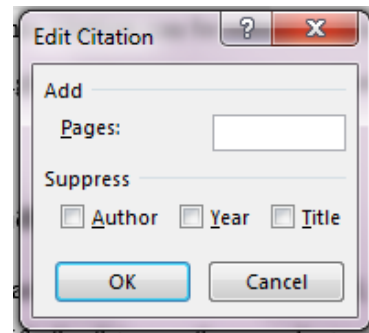 Edit Citation
Add
Pages:
Suppress
Author Year Title
OK Cancel